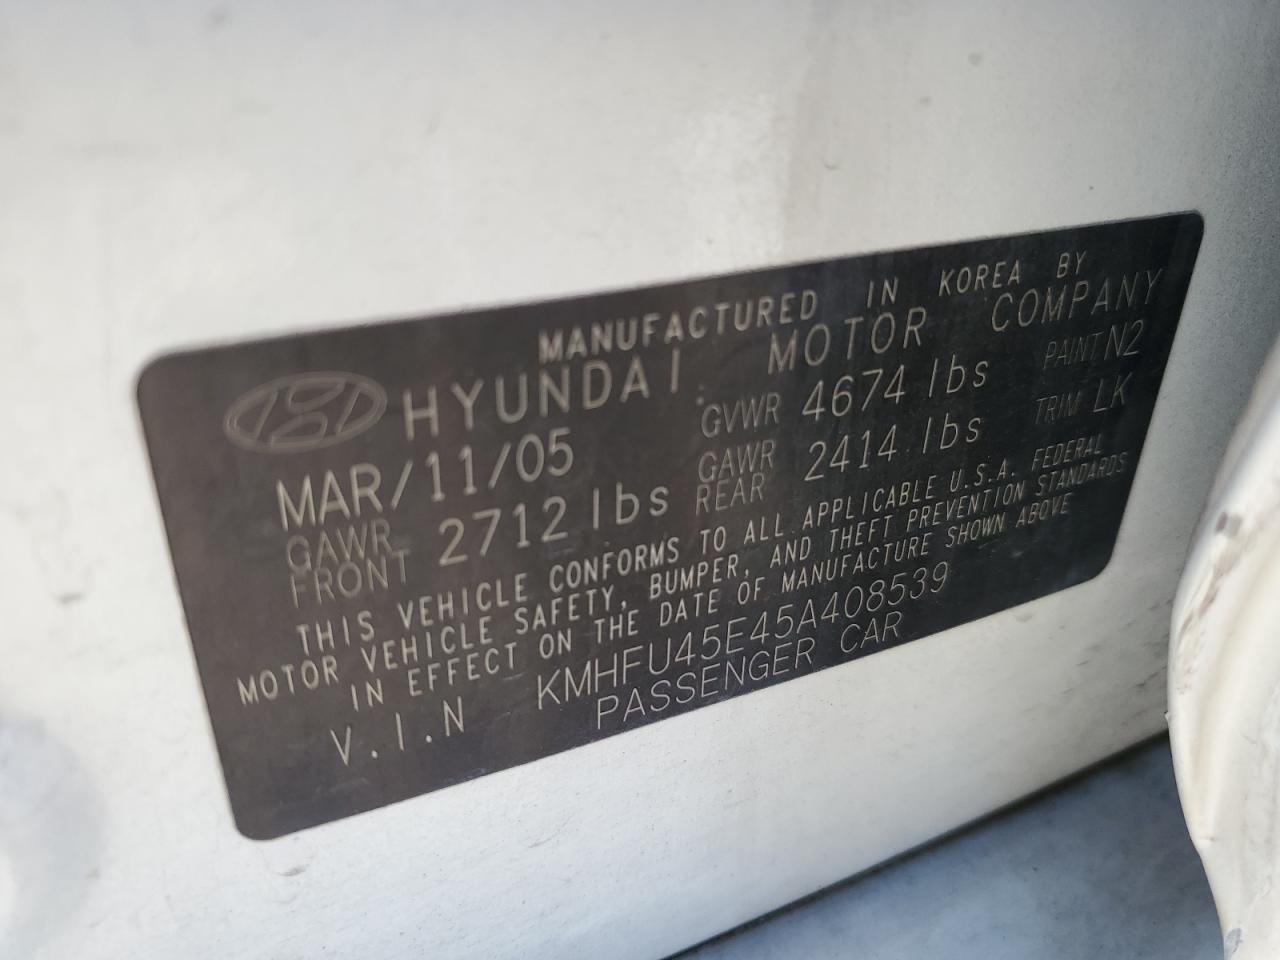 MANUFACTURED IN KOREA BY
HYUNDAI MOTOR COMPANY
MAR/11/05 GVWR 4674 lbs PAINT N2
GAWR FRONT 2712 lbs GAWR REAR 2414 lbs TRIM LK
THIS VEHICLE CONFORMS TO ALL APPLICABLE U.S.A. FEDERAL
MOTOR VEHICLE SAFETY, BUMPER, AND THEFT PREVENTION STANDARDS
IN EFFECT ON THE DATE OF MANUFACTURE SHOWN ABOVE
V.I.N KMHFU45E45A408539
PASSENGER CAR